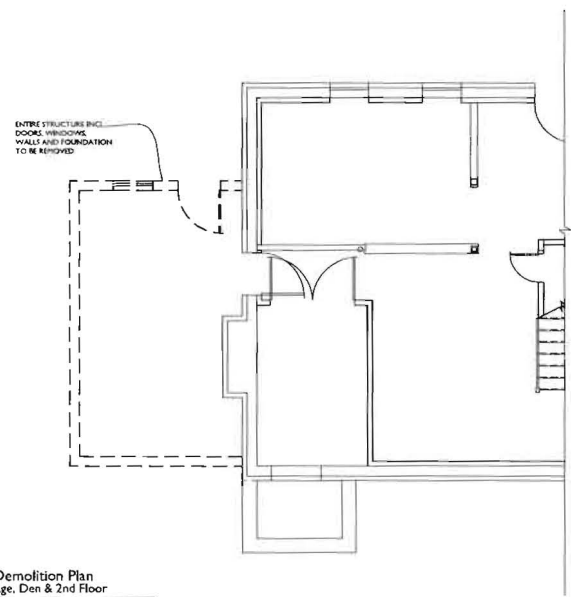 ENTIRE STRUCTURE INCL
DOORS, WINDOWS,
WALLS AND FOUNDATION
TO BE REMOVED
Demolition Plan
ge, Den & 2nd Floor